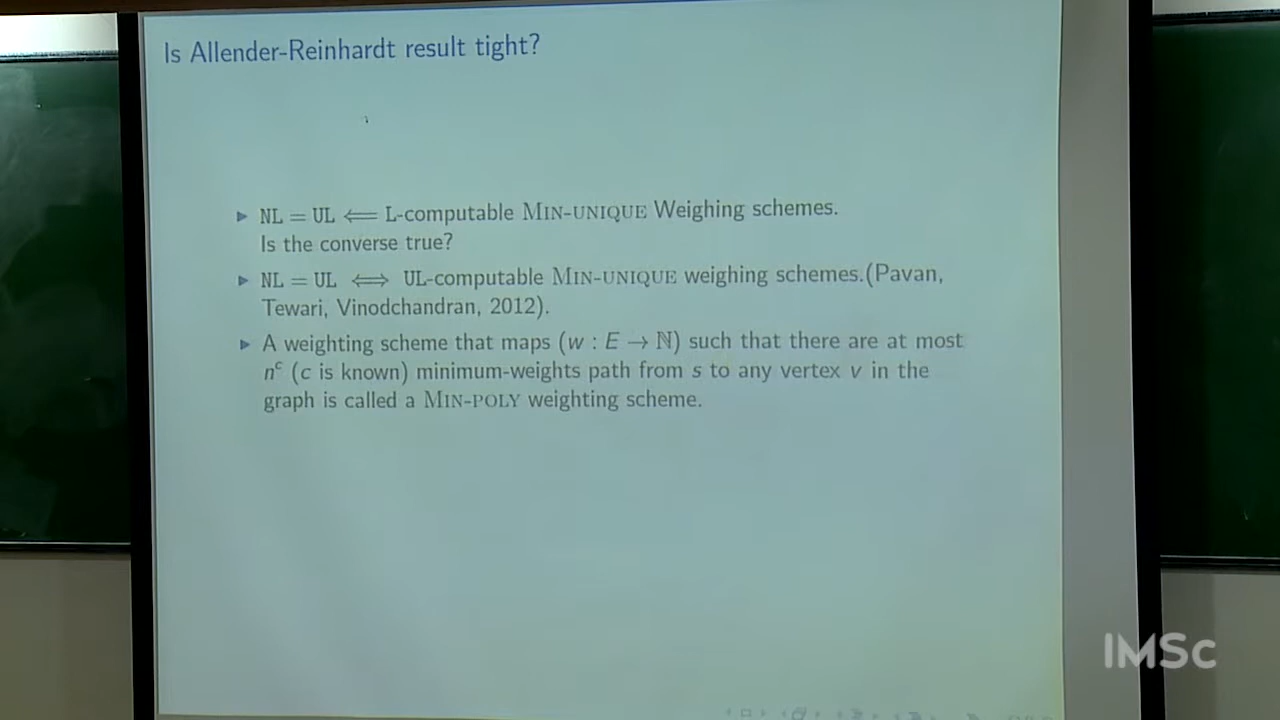 Is Allender-Reinhardt result tight?
▶ NL = UL ⟸ L-computable MIN-UNIQUE Weighing schemes.
Is the converse true?
▶ NL = UL ⟺ UL-computable MIN-UNIQUE weighing schemes.(Pavan,
Tewari, Vinodchandran, 2012).
▶ A weighting scheme that maps (w : E → ℕ) such that there are at most
nᶜ (c is known) minimum-weights path from s to any vertex v in the
graph is called a MIN-POLY weighting scheme.
IMSc